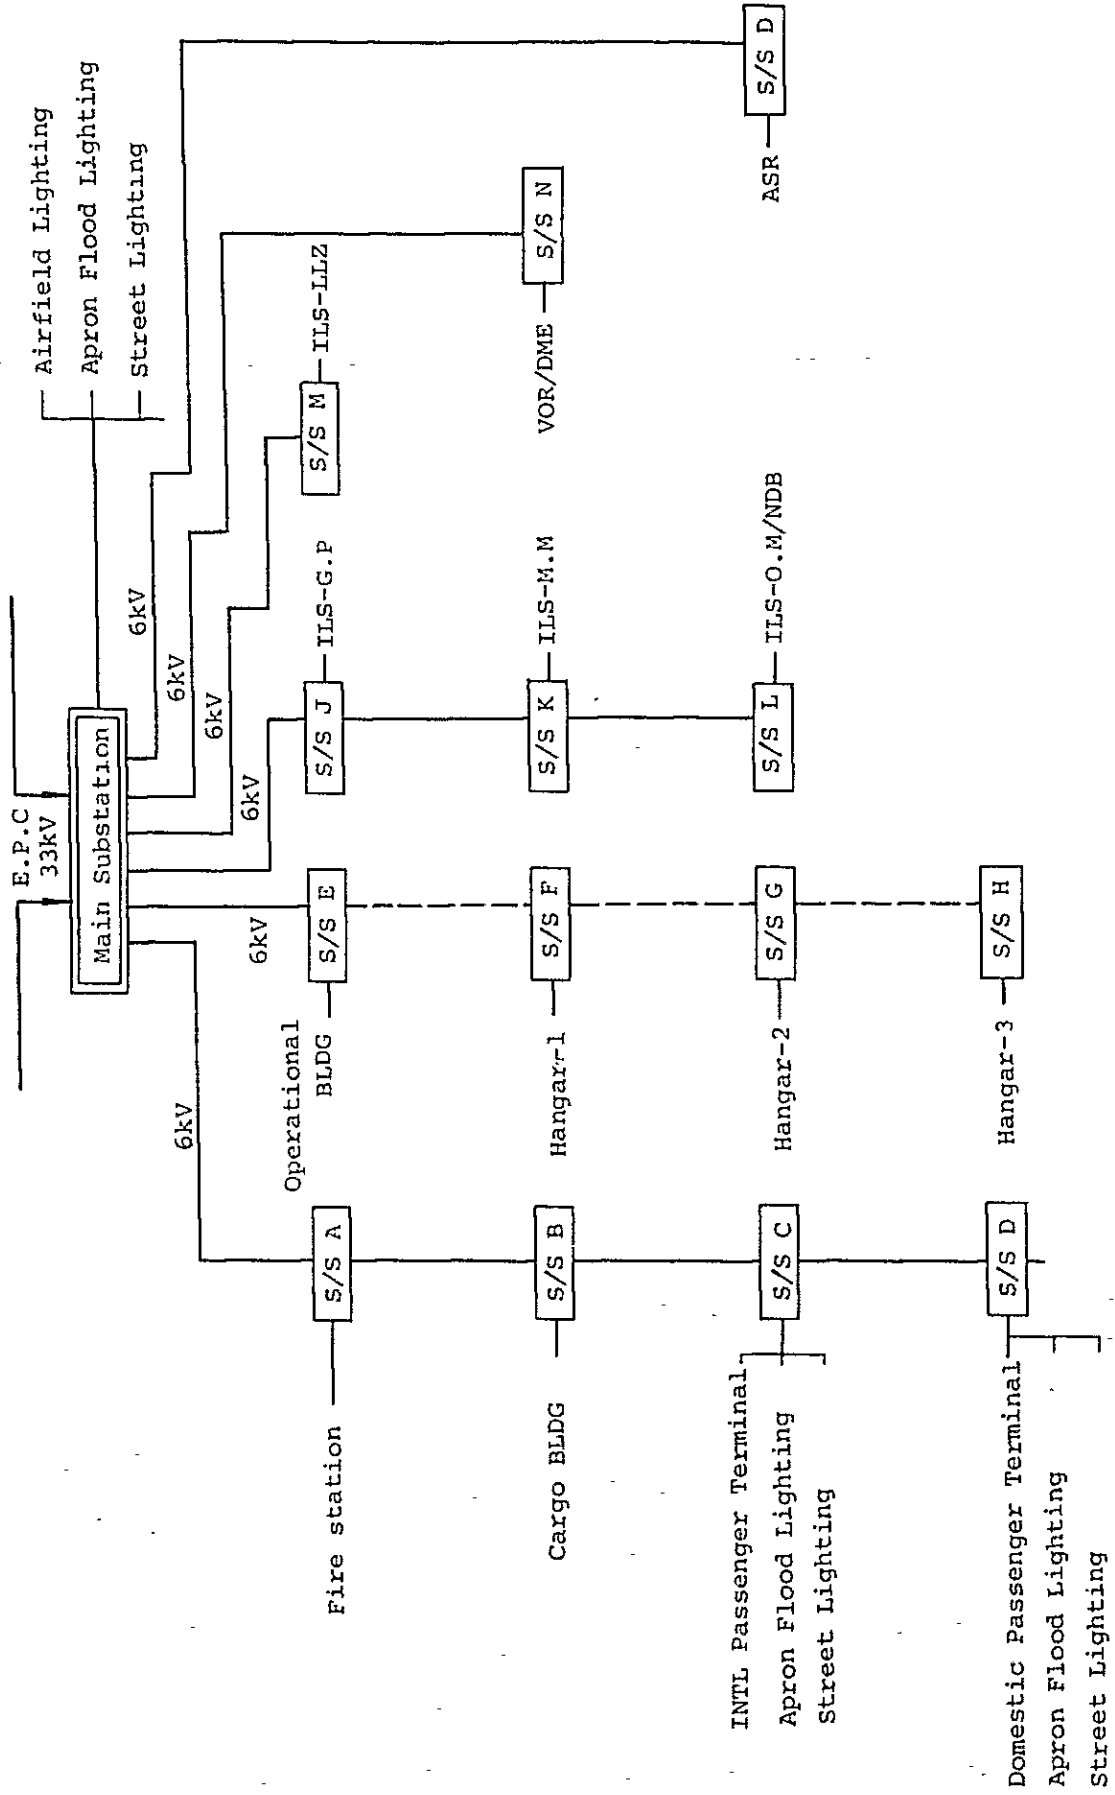 E.P.C
33kV
Main Substation
Airfield Lighting
Apron Flood Lighting
Street Lighting
6kV
6kV
6kV
6kV
6kV
6kV
Operational
BLDG
Fire station
S/S A
S/S E
S/S J
ILS-G.P
S/S M
ILS-LLZ
Cargo BLDG
S/S B
Hangar-1
S/S F
S/S K
ILS-M.M
VOR/DME
S/S N
INTL Passenger Terminal
Apron Flood Lighting
Street Lighting
S/S C
Hangar-2
S/S G
S/S L
ILS-O.M/NDB
ASR
S/S D
Domestic Passenger Terminal
Apron Flood Lighting
Street Lighting
S/S D
Hangar-3
S/S H